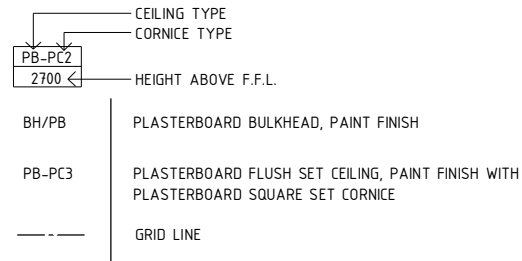 CEILING TYPE
CORNICE TYPE
PB-PC2
2700
HEIGHT ABOVE F.F.L.
BH/PB PLASTERBOARD BULKHEAD, PAINT FINISH
PB-PC3 PLASTERBOARD FLUSH SET CEILING, PAINT FINISH WITH
PLASTERBOARD SQUARE SET CORNICE
GRID LINE